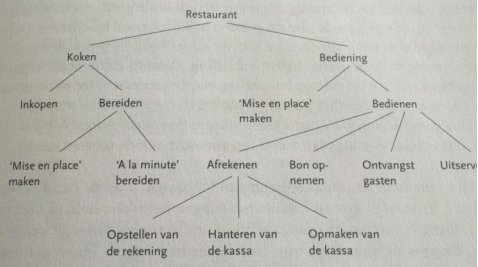 Restaurant
Koken
Bediening
Inkopen
Bereiden
'Mise en place'
maken
Bedienen
'Mise en place'
maken
'A la minute'
bereiden
Afrekenen
Bon op-
nemen
Ontvangst
gasten
Opstellen van
de rekening
Hanteren van
de kassa
Opmaken van
de kassa